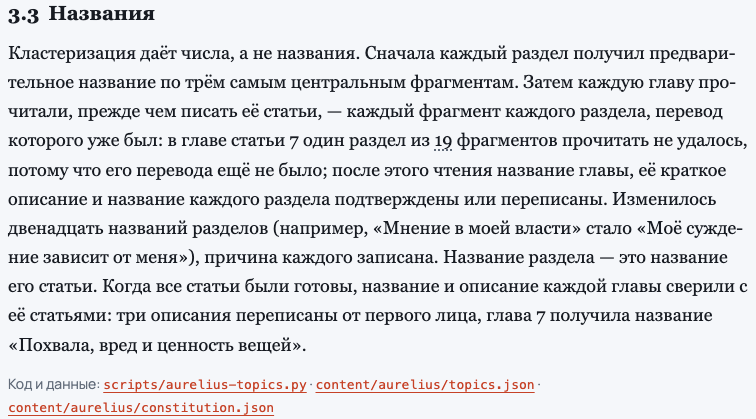 3.3 Названия
Кластеризация даёт числа, а не названия. Сначала каждый раздел получил предвари-
тельное название по трём самым центральным фрагментам. Затем каждую главу про-
читали, прежде чем писать её статьи, — каждый фрагмент каждого раздела, перевод
которого уже был: в главе статьи 7 один раздел из 19 фрагментов прочитать не удалось,
потому что его перевода ещё не было; после этого чтения название главы, её краткое
описание и название каждого раздела подтверждены или переписаны. Изменилось
двенадцать названий разделов (например, «Мнение в моей власти» стало «Моё сужде-
ние зависит от меня»), причина каждого записана. Название раздела — это название
его статьи. Когда все статьи были готовы, название и описание каждой главы сверили с
её статьями: три описания переписаны от первого лица, глава 7 получила название
«Похвала, вред и ценность вещей».
Код и данные: scripts/aurelius-topics.py · content/aurelius/topics.json ·
content/aurelius/constitution.json